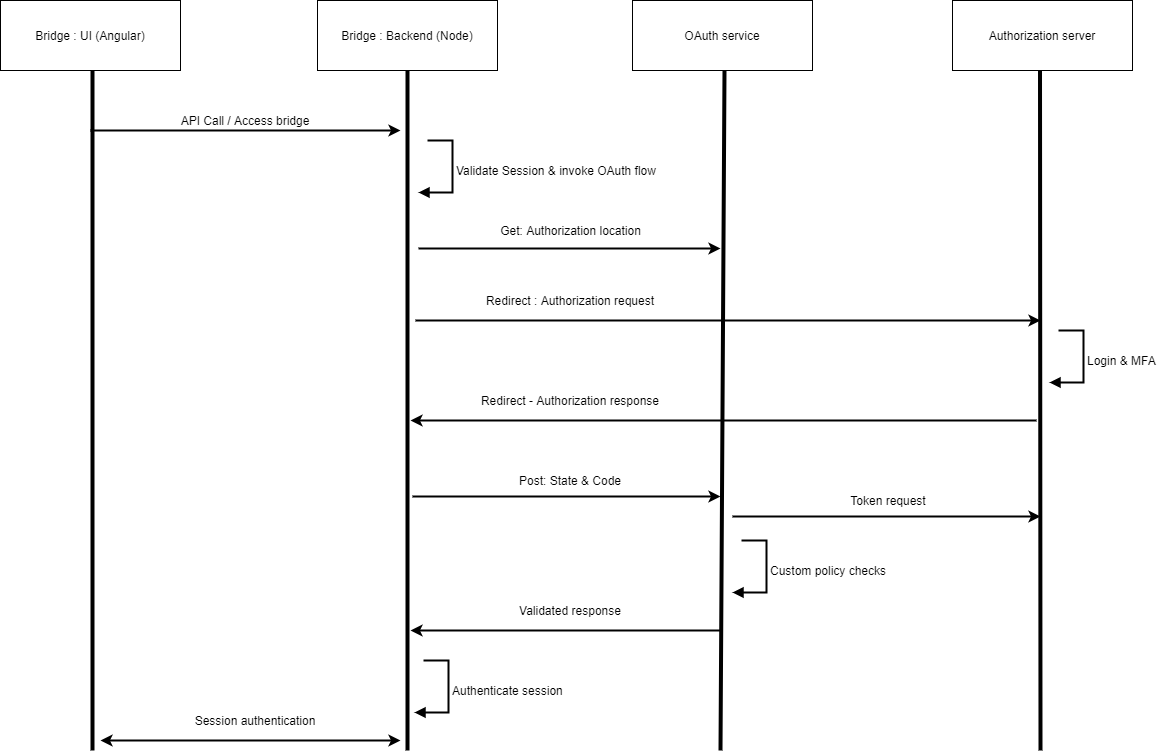 Bridge : UI (Angular)
Bridge : Backend (Node)
OAuth service
Authorization server
API Call / Access bridge
Validate Session & invoke OAuth flow
Get: Authorization location
Redirect : Authorization request
Login & MFA
Redirect - Authorization response
Post: State & Code
Token request
Custom policy checks
Validated response
Authenticate session
Session authentication